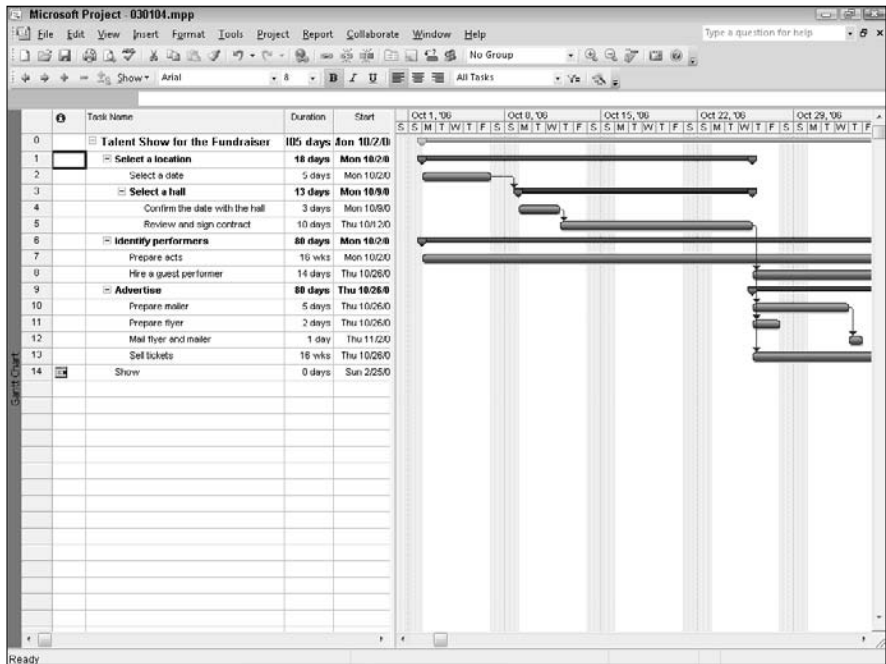 Microsoft Project - 030104.mpp
File Edit View Insert Format Tools Project Report Collaborate Window Help
Type a question for help
No Group
Show Arial 8 B I U All Tasks
Task Name Duration Start
Oct 1, '06 Oct 8, '06 Oct 15, '06 Oct 22, '06 Oct 29, '06
S S M T W T F S S M T W T F S S M T W T F S S M T W T F S S M T W T F
0 Talent Show for the Fundraiser 105 days Mon 10/2/0
1 Select a location 18 days Mon 10/2/0
2 Select a date 5 days Mon 10/2/0
3 Select a hall 13 days Mon 10/9/0
4 Confirm the date with the hall 3 days Mon 10/9/0
5 Review and sign contract 10 days Thu 10/12/0
6 Identify performers 80 days Mon 10/2/0
7 Prepare acts 16 wks Mon 10/2/0
8 Hire a guest performer 14 days Thu 10/26/0
9 Advertise 80 days Thu 10/26/0
10 Prepare mailer 5 days Thu 10/26/0
11 Prepare flyer 2 days Thu 10/26/0
12 Mail flyer and mailer 1 day Thu 11/2/0
13 Sell tickets 16 wks Thu 10/26/0
14 Show 0 days Sun 2/25/0
Gantt Chart
Ready